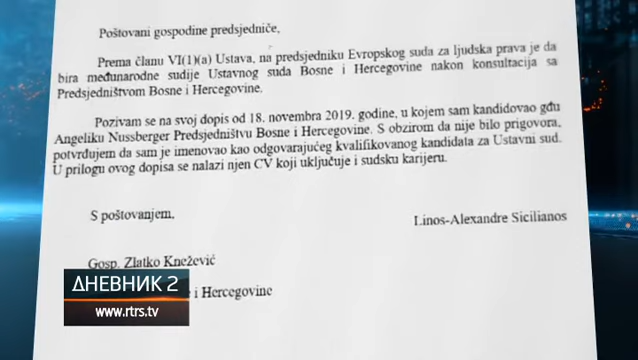 Poštovani gospodine predsjedniče,
Prema članu VI(1)(a) Ustava, na predsjedniku Evropskog suda za ljudska prava je da
bira međunarodne sudije Ustavnog suda Bosne i Hercegovine nakon konsultacija sa
Predsjedništvom Bosne i Hercegovine.
Pozivam se na svoj dopis od 18. novembra 2019. godine, u kojem sam kandidovao gđu
Angeliku Nussberger Predsjedništvu Bosne i Hercegovine. S obzirom da nije bilo prigovora,
potvrđujem da sam je imenovao kao odgovarajućeg kvalifikovanog kandidata za Ustavni sud.
U prilogu ovog dopisa se nalazi njen CV koji uključuje i sudsku karijeru.
S poštovanjem,
Linos-Alexandre Sicilianos
Gosp. Zlatko Knežević
i Hercegovine
ДНЕВНИК 2
www.rtrs.tv